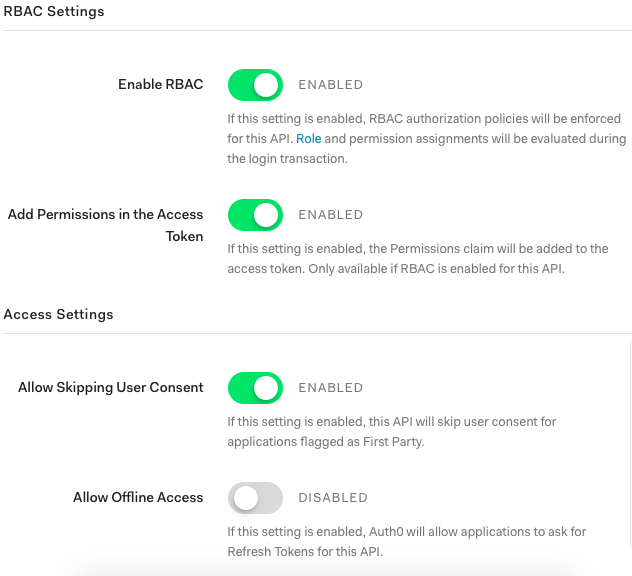 RBAC Settings
Enable RBAC
ENABLED
If this setting is enabled, RBAC authorization policies will be enforced
for this API. Role and permission assignments will be evaluated during
the login transaction.
Add Permissions in the Access
Token
ENABLED
If this setting is enabled, the Permissions claim will be added to the
access token. Only available if RBAC is enabled for this API.
Access Settings
Allow Skipping User Consent
ENABLED
If this setting is enabled, this API will skip user consent for
applications flagged as First Party.
Allow Offline Access
DISABLED
If this setting is enabled, Auth0 will allow applications to ask for
Refresh Tokens for this API.